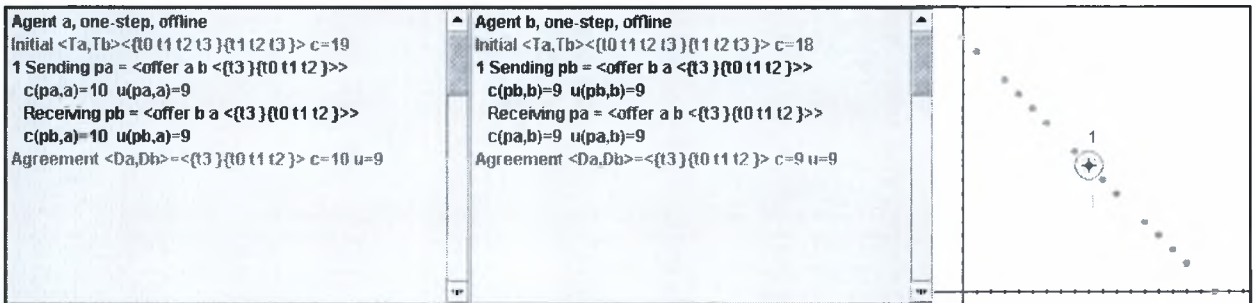 Agent a, one-step, offline
Initial <Ta,Tb><{t0 t1 t2 t3 }{t1 t2 t3 }> c=19
1 Sending pa = <offer a b <{t3 }{t0 t1 t2 }>>
c(pa,a)=10 u(pa,a)=9
Receiving pb = <offer b a <{t3 }{t0 t1 t2 }>>
c(pb,a)=10 u(pb,a)=9
Agreement <Da,Db>=<{t3 }{t0 t1 t2 }> c=10 u=9
Agent b, one-step, offline
Initial <Ta,Tb><{t0 t1 t2 t3 }{t1 t2 t3 }> c=18
1 Sending pb = <offer b a <{t3 }{t0 t1 t2 }>>
c(pb,b)=9 u(pb,b)=9
Receiving pa = <offer a b <{t3 }{t0 t1 t2 }>>
c(pa,b)=9 u(pa,b)=9
Agreement <Da,Db>=<{t3 }{t0 t1 t2 }> c=9 u=9
1
1